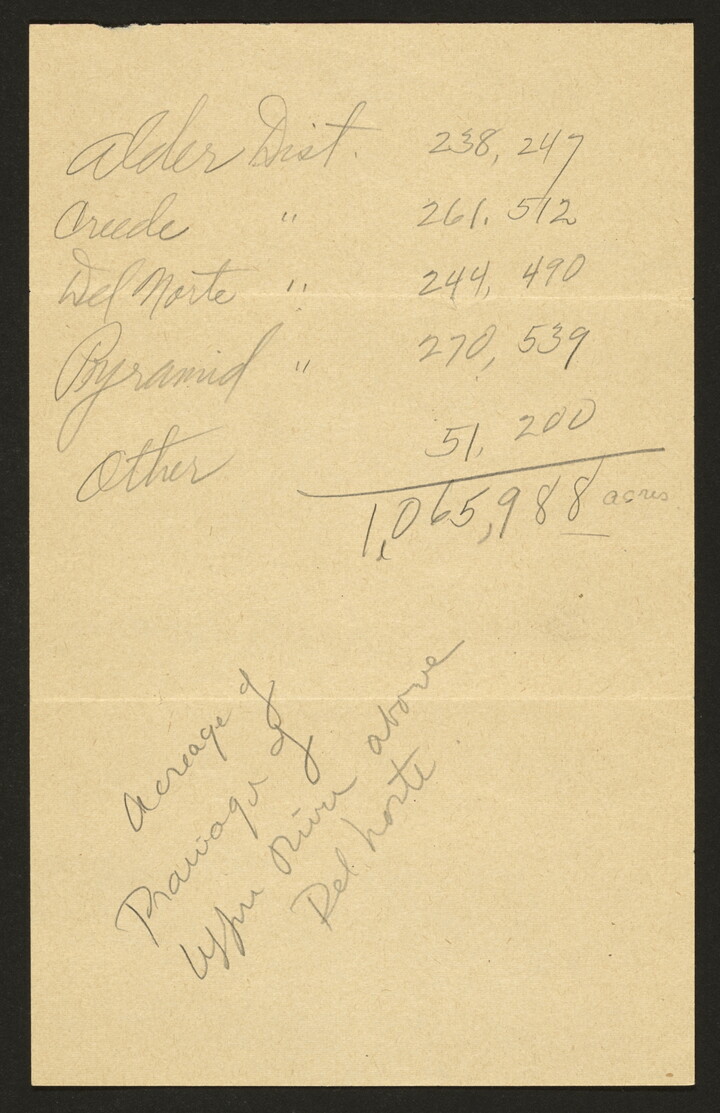 Alder Dist. 238,247
Creede " 261.512
Del Norte " 244,490
Pyramid " 270,539
Other 51,200
1,065,988 acres
Acreage of
Drainage of
Upper River above
Del Norte